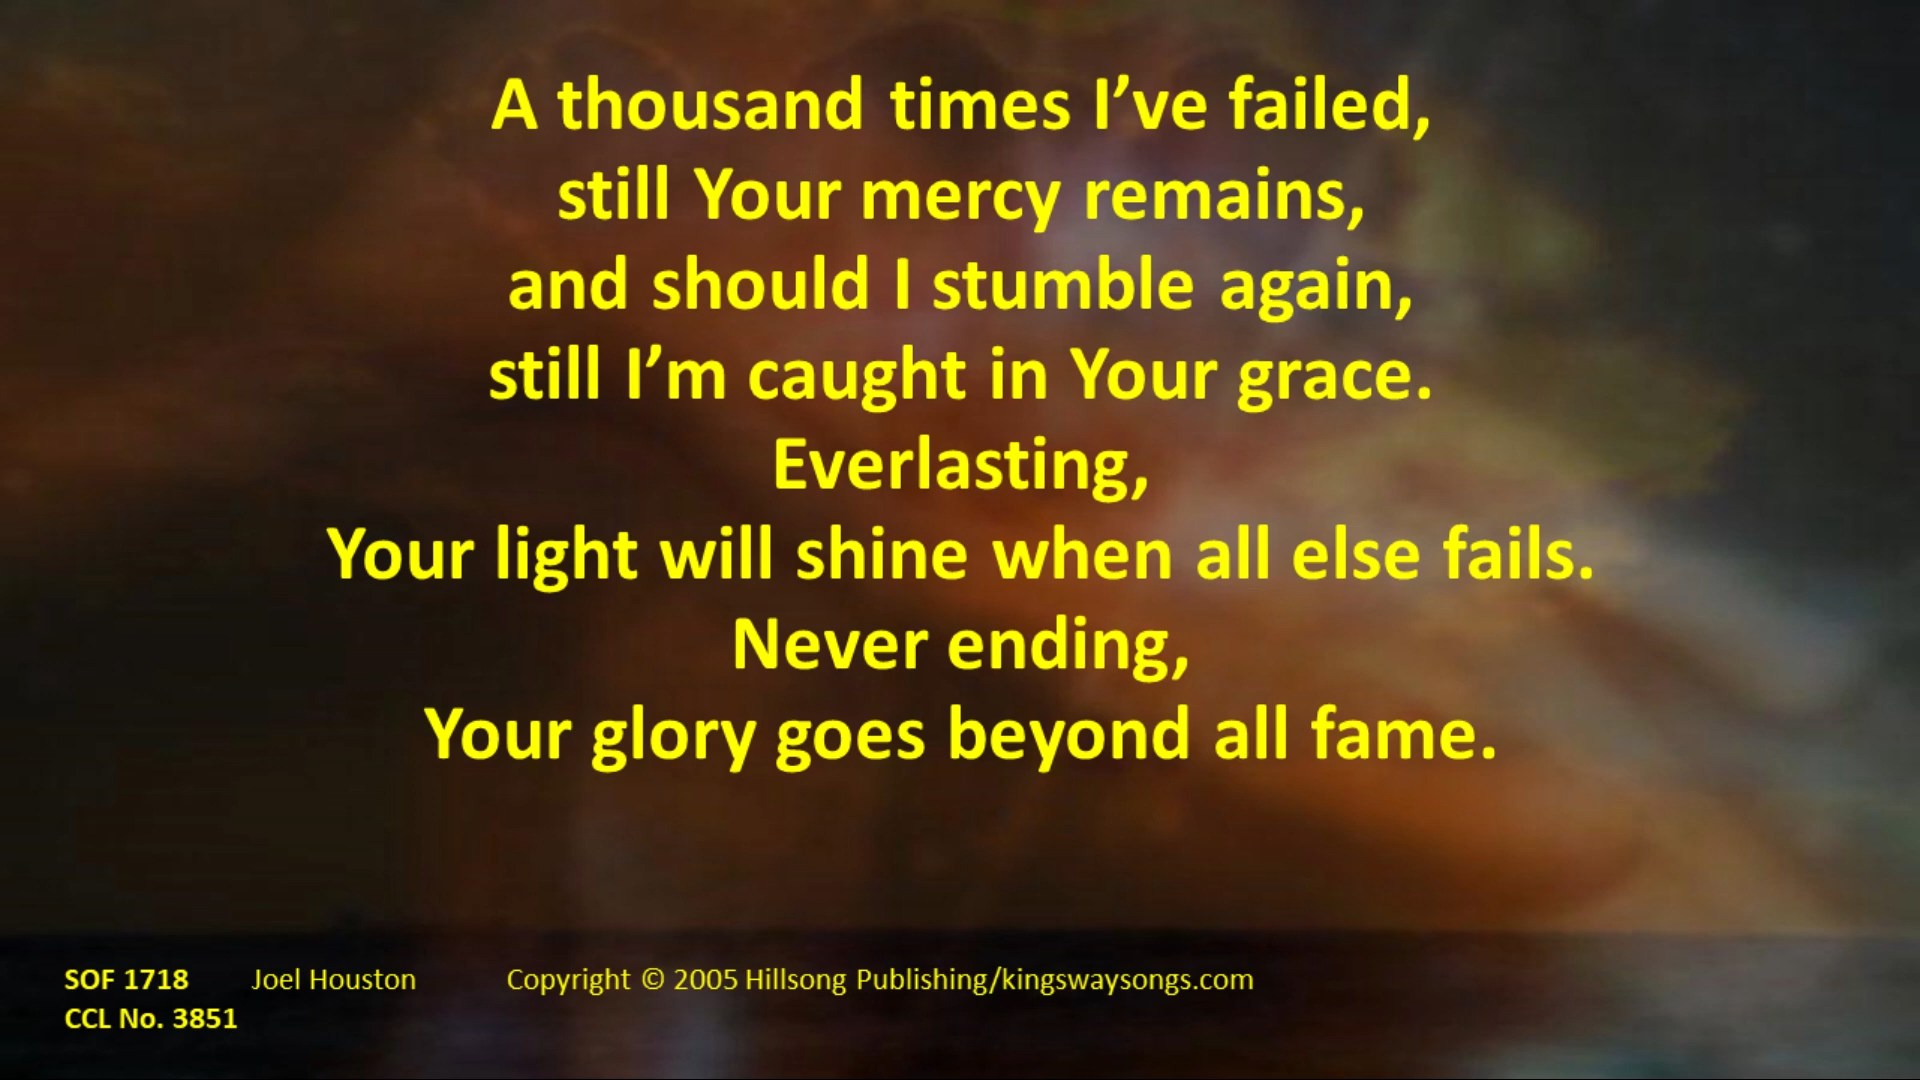 A thousand times I’ve failed,
still Your mercy remains,
and should I stumble again,
still I’m caught in Your grace.
Everlasting,
Your light will shine when all else fails.
Never ending,
Your glory goes beyond all fame.
SOF 1718 Joel Houston Copyright © 2005 Hillsong Publishing/kingswaysongs.com
CCL No. 3851